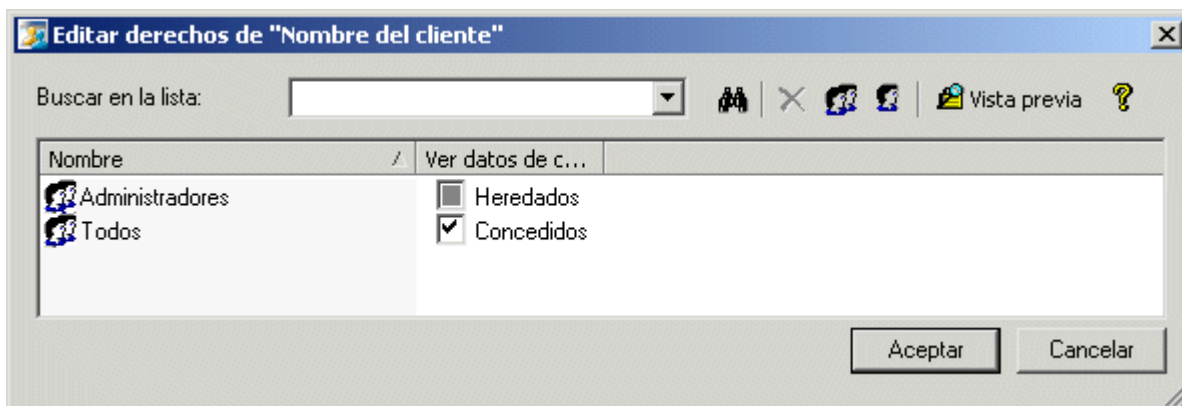 Editar derechos de "Nombre del cliente"
Buscar en la lista: Vista previa
Nombre Ver datos de c...
Administradores Heredados
Todos Concedidos
Aceptar Cancelar